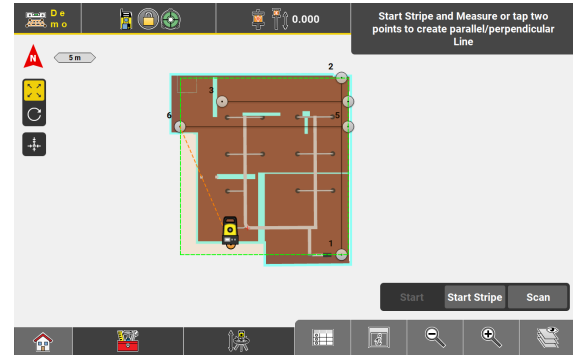 De
mo
0.000
Start Stripe and Measure or tap two
points to create parallel/perpendicular
Line
5 m
2
3
6
5
1
Start
Start Stripe
Scan